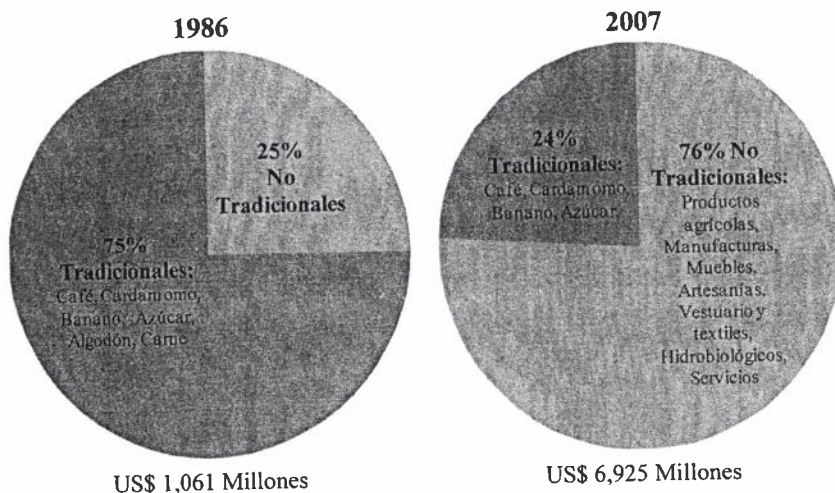 1986
25%
No
Tradicionales
75%
Tradicionales:
Café, Cardamomo,
Banano, Azúcar,
Algodón, Carne
US$ 1,061 Millones
2007
24%
Tradicionales:
Café, Cardamomo,
Banano, Azúcar,
76% No
Tradicionales:
Productos
agrícolas,
Manufacturas,
Muebles,
Artesanías,
Vestuario y
textiles,
Hidrobiológicos,
Servicios
US$ 6,925 Millones